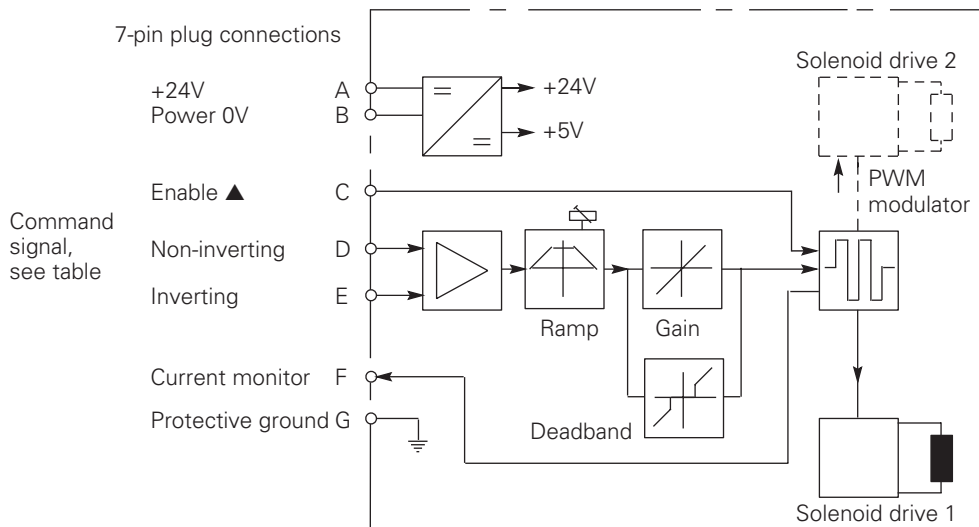 7-pin plug connections
+24V A
Power 0V B
+24V
+5V
Solenoid drive 2
PWM
modulator
Enable ▲ C
Command
signal,
see table
Non-inverting D
Inverting E
Ramp
Gain
Deadband
Current monitor F
Protective ground G
Solenoid drive 1